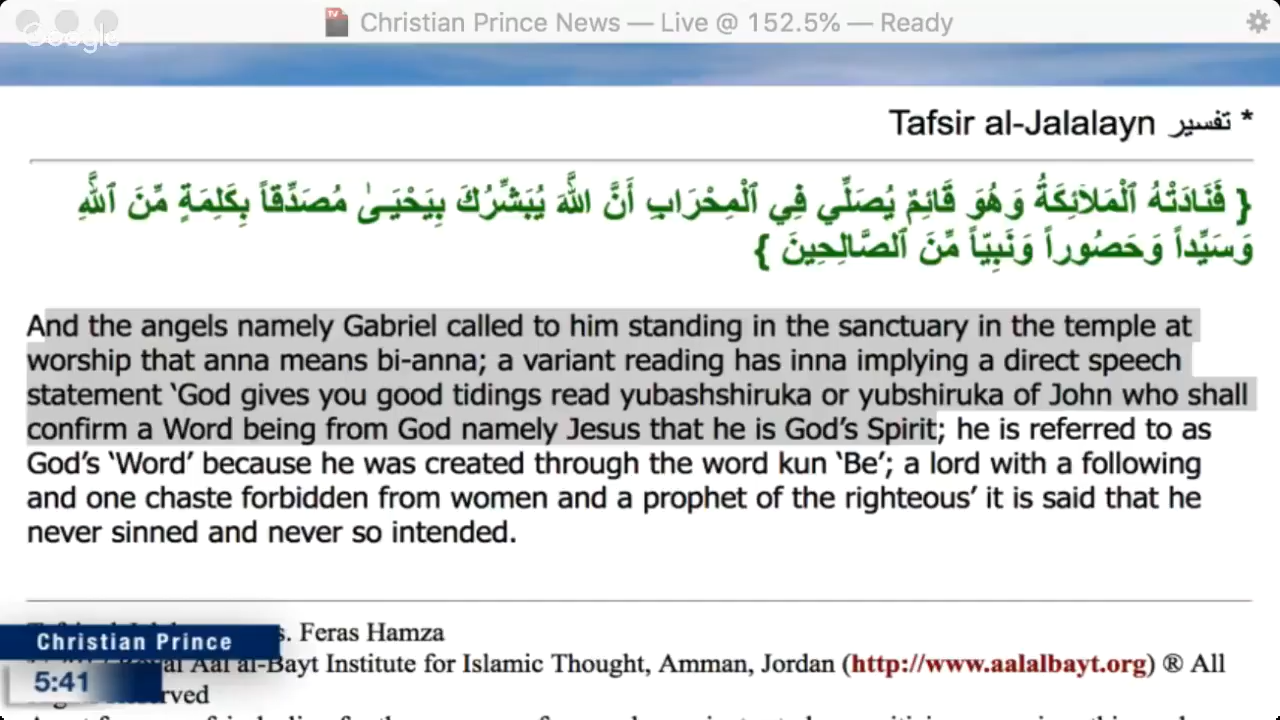 Christian Prince News — Live @ 152.5% — Ready
Google
Tafsir al-Jalalayn تفسير *
{ فَنَادَتْهُ ٱلْمَلاۤئِكَةُ وَهُوَ قَائِمٌ يُصَلِّي فِي ٱلْمِحْرَابِ أَنَّ ٱللَّهَ يُبَشِّرُكَ بِيَحْيَـىٰ مُصَدِّقاً بِكَلِمَةٍ مِّنَ ٱللَّهِ
وَسَيِّداً وَحَصُوراً وَنَبِيّاً مِّنَ ٱلصَّالِحِينَ }
And the angels namely Gabriel called to him standing in the sanctuary in the temple at
worship that anna means bi-anna; a variant reading has inna implying a direct speech
statement ‘God gives you good tidings read yubashshiruka or yubshiruka of John who shall
confirm a Word being from God namely Jesus that he is God’s Spirit; he is referred to as
God’s ‘Word’ because he was created through the word kun ‘Be’; a lord with a following
and one chaste forbidden from women and a prophet of the righteous’ it is said that he
never sinned and never so intended.
s. Feras Hamza
Aal al-Bayt Institute for Islamic Thought, Amman, Jordan (http://www.aalalbayt.org) ® All
Christian Prince
5:41